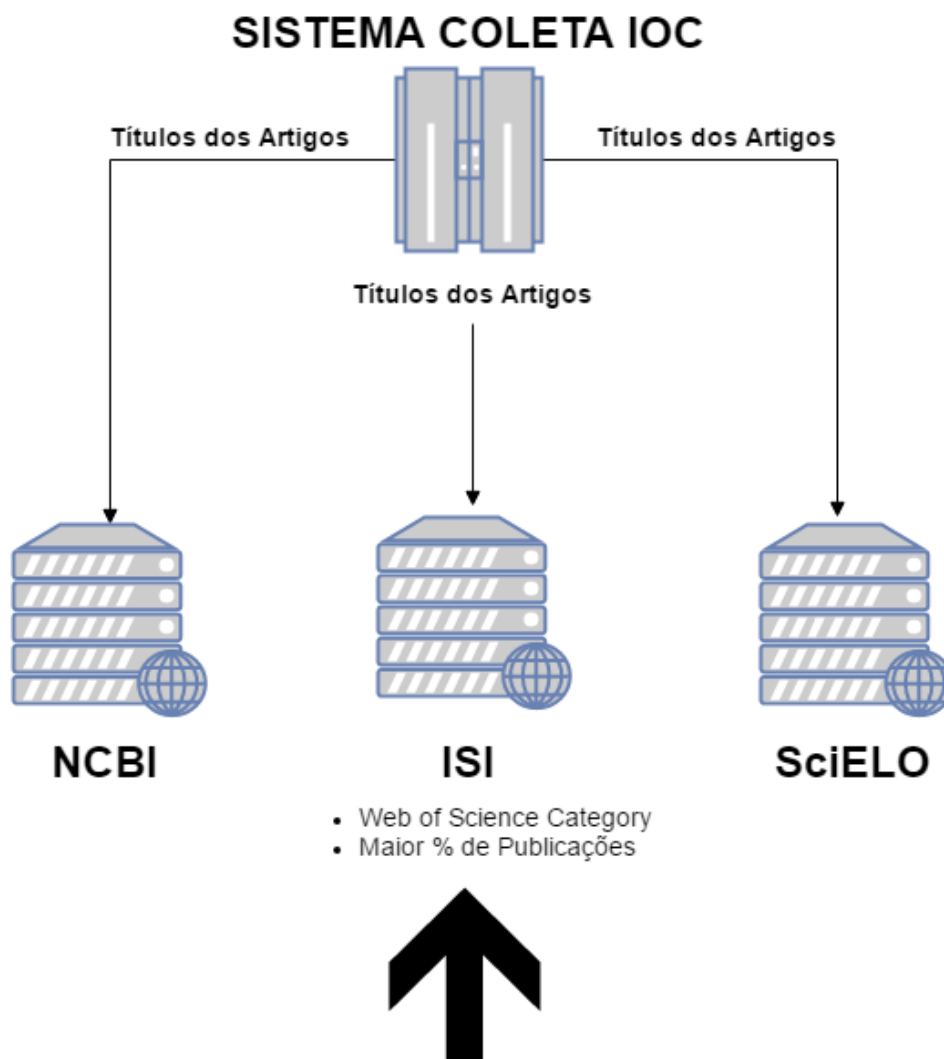 SISTEMA COLETA IOC
Títulos dos Artigos
Títulos dos Artigos
Títulos dos Artigos
NCBI
ISI
SciELO
• Web of Science Category
• Maior % de Publicações